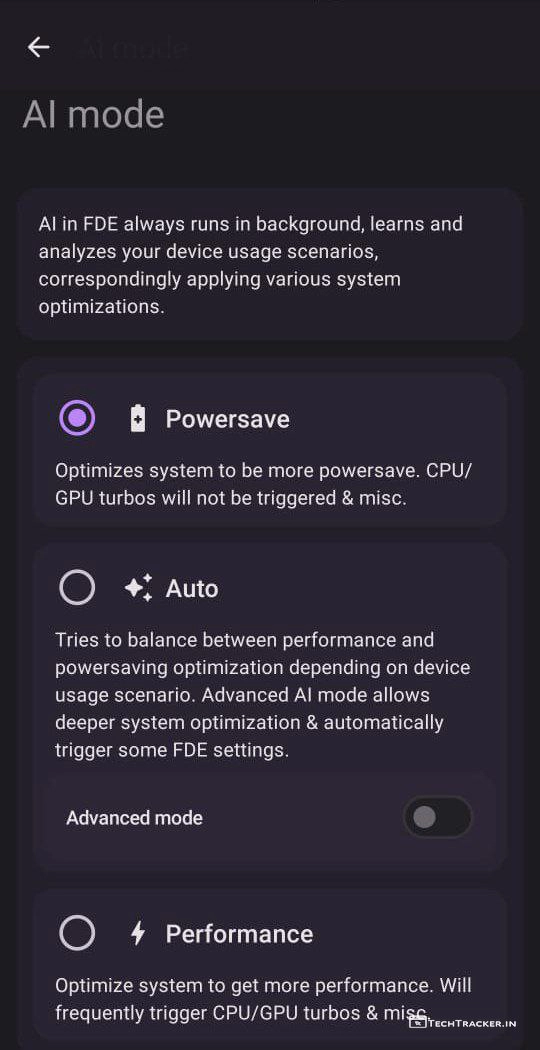 AI mode
AI mode
AI in FDE always runs in background, learns and
analyzes your device usage scenarios,
correspondingly applying various system
optimizations.
Powersave
Optimizes system to be more powersave. CPU/
GPU turbos will not be triggered & misc.
Auto
Tries to balance between performance and
powersaving optimization depending on device
usage scenario. Advanced AI mode allows
deeper system optimization & automatically
trigger some FDE settings.
Advanced mode
Performance
Optimize system to get more performance. Will
frequently trigger CPU/GPU turbos & misc.
TECHTRACKER.IN